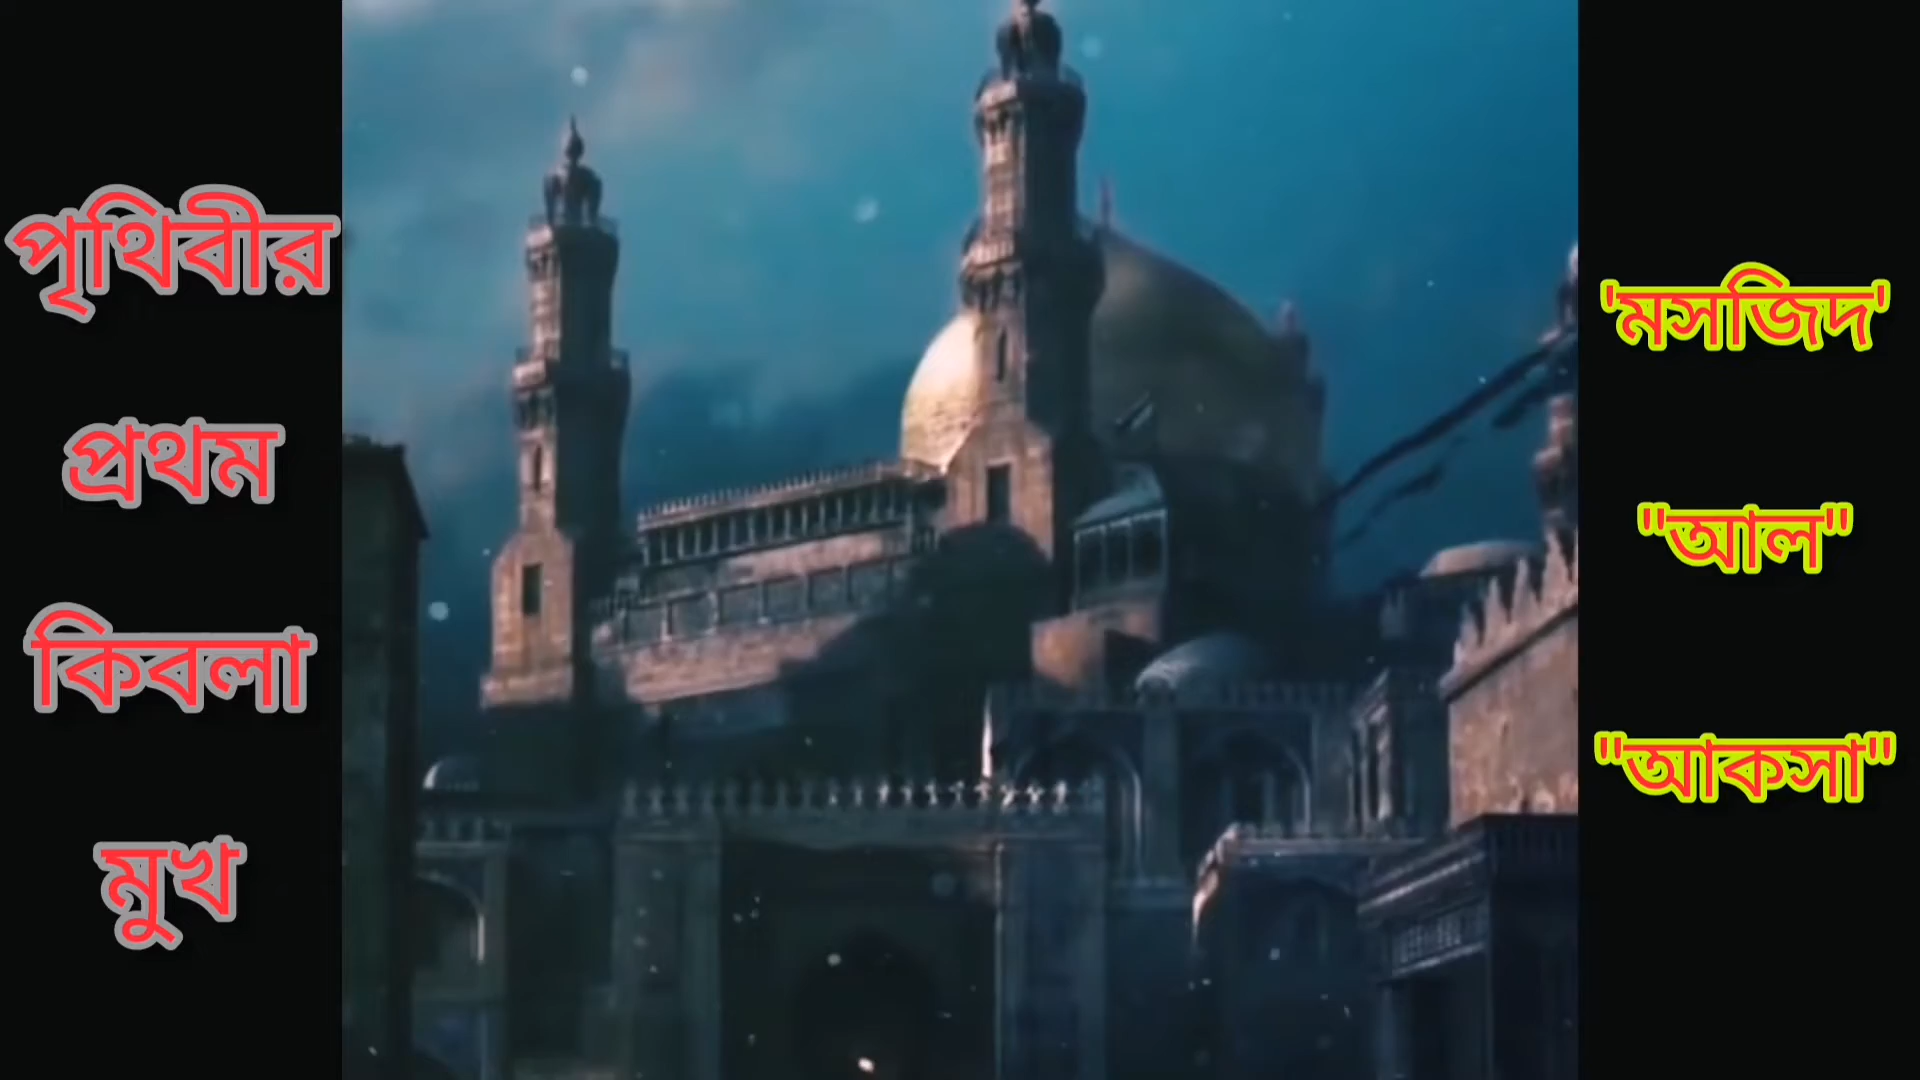 পৃথিবীর
প্রথম
কিবলা
মুখ
'মসজিদ'
"আল"
"আকসা"